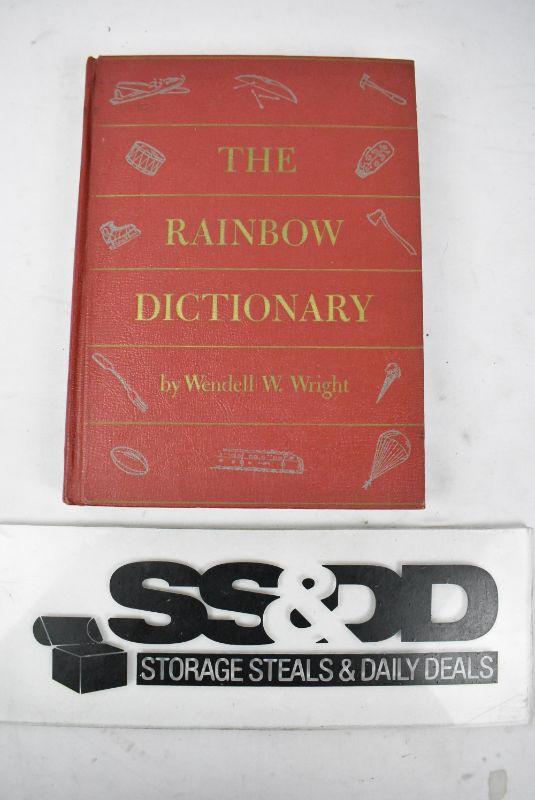 THE
RAINBOW
DICTIONARY
by Wendell W. Wright
SS&DD
STORAGE STEALS & DAILY DEALS